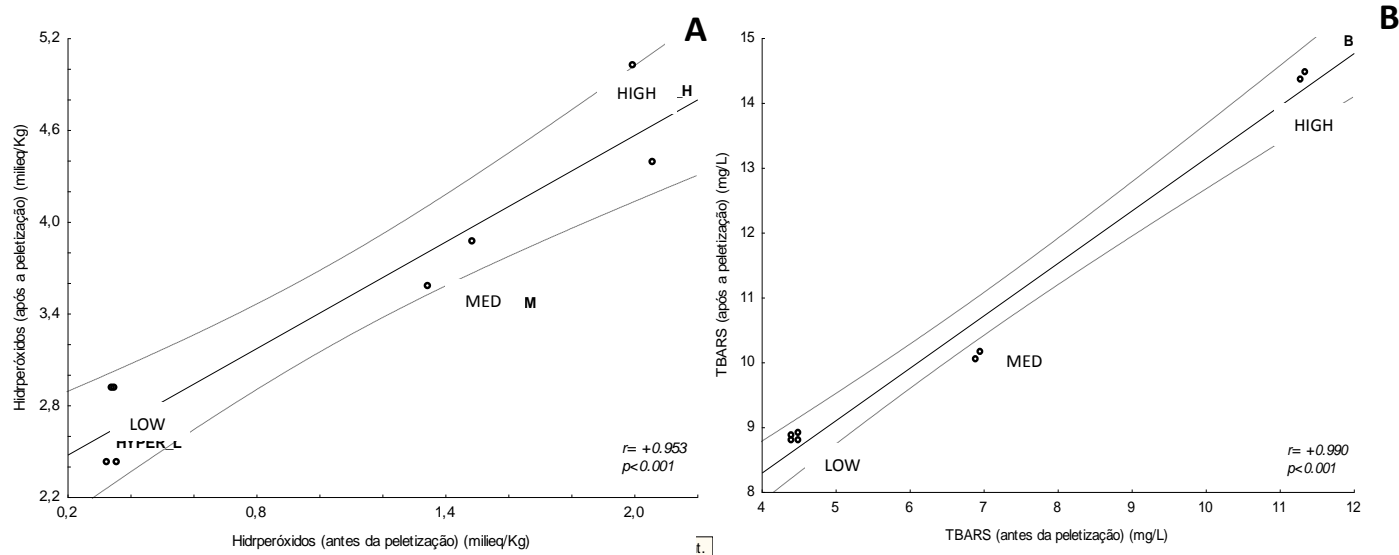 A
Hidrperóxidos (após a peletização) (milieq/Kg)
5,2
4,6
4,0
3,4
2,8
2,2
HIGH _H
MED M
LOW
HYPER_L
r= +0.953
p<0.001
0,2 0,8 1,4 2,0
Hidrperóxidos (antes da peletização) (milieq/Kg)
t.
B
TBARS (após a peletização) (mg/L)
15
14
13
12
11
10
9
8
B
HIGH
MED
LOW
r= +0.990
p<0.001
4 5 6 7 8 9 10 11 12
TBARS (antes da peletização) (mg/L)